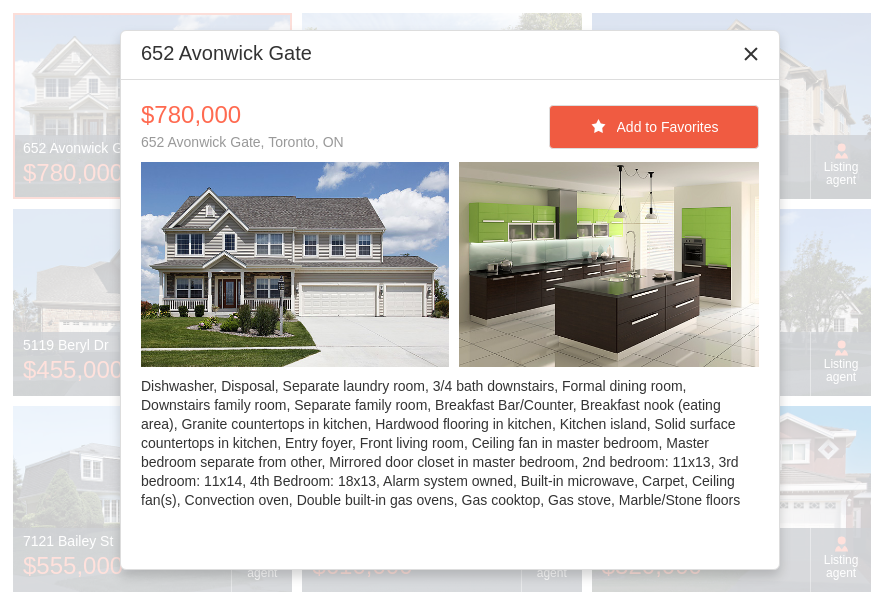 652 Avonwick Gate
$780,000
Add to Favorites
652 Avonwick Gate, Toronto, ON
Dishwasher, Disposal, Separate laundry room, 3/4 bath downstairs, Formal dining room,
Downstairs family room, Separate family room, Breakfast Bar/Counter, Breakfast nook (eating
area), Granite countertops in kitchen, Hardwood flooring in kitchen, Kitchen island, Solid surface
countertops in kitchen, Entry foyer, Front living room, Ceiling fan in master bedroom, Master
bedroom separate from other, Mirrored door closet in master bedroom, 2nd bedroom: 11x13, 3rd
bedroom: 11x14, 4th Bedroom: 18x13, Alarm system owned, Built-in microwave, Carpet, Ceiling
fan(s), Convection oven, Double built-in gas ovens, Gas cooktop, Gas stove, Marble/Stone floors
652 Avonwick
$780,000
Listing
agent
5119 Beryl Dr
$455,000
Listing
agent
7121 Bailey St
$555,000
agent
agent
Listing
agent